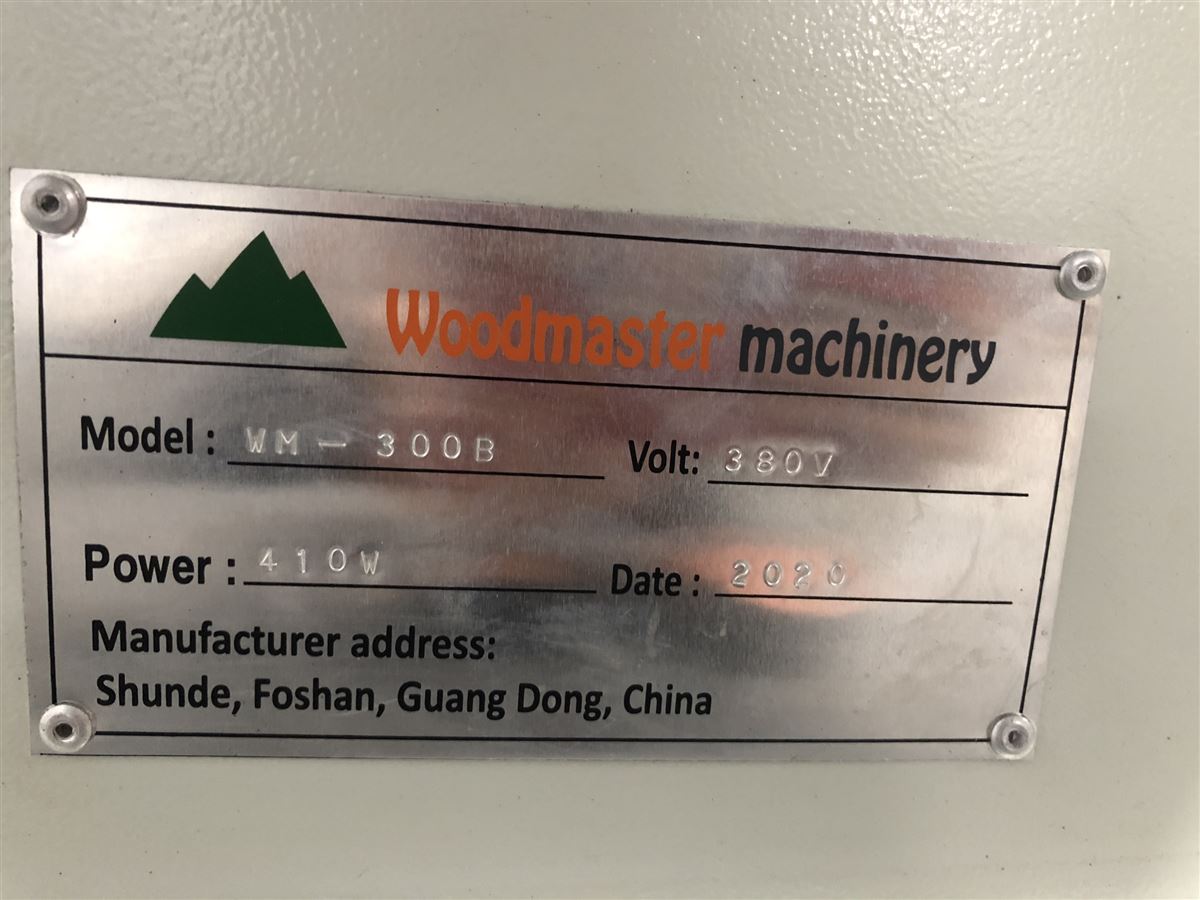 Woodmaster machinery
Model : WM - 300B Volt: 380V
Power : 410W Date : 2020
Manufacturer address:
Shunde, Foshan, Guang Dong, China